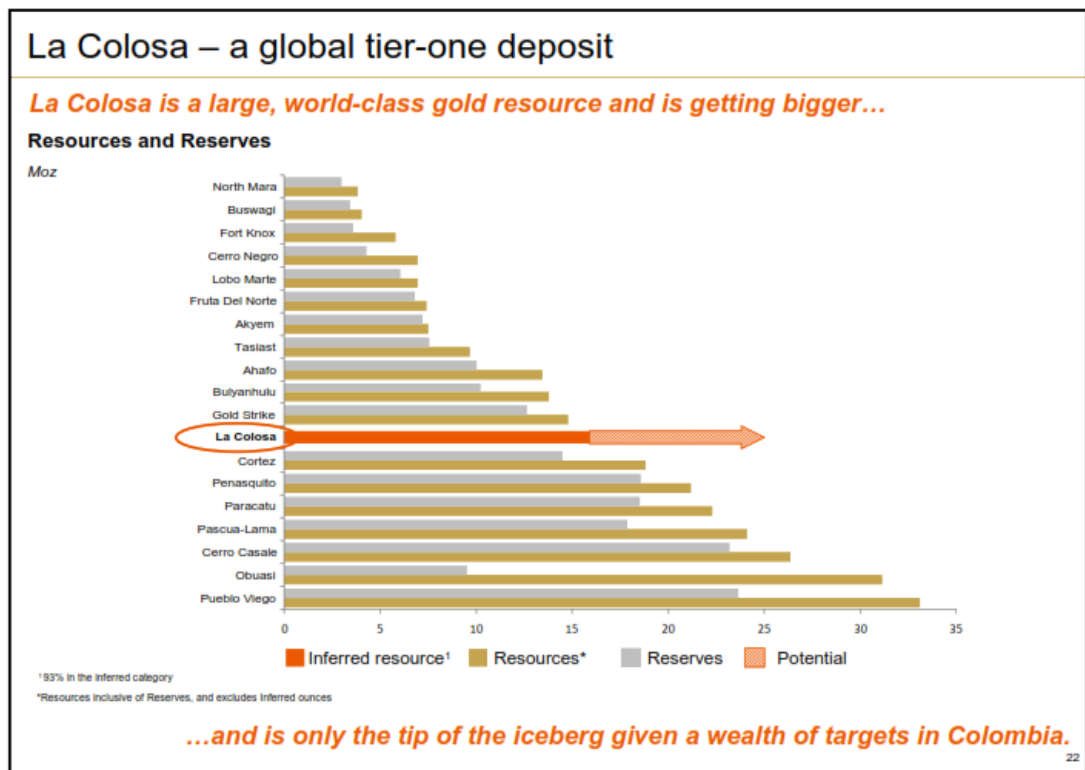 La Colosa – a global tier-one deposit
La Colosa is a large, world-class gold resource and is getting bigger…
Resources and Reserves
Moz
North Mara
Buswagi
Fort Knox
Cerro Negro
Lobo Marte
Fruta Del Norte
Akyem
Tasiast
Ahafo
Bulyanhulu
Gold Strike
La Colosa
Cortez
Penasquito
Paracatu
Pascua-Lama
Cerro Casale
Obuasi
Pueblo Viego
0 5 10 15 20 25 30 35
Inferred resource¹ Resources* Reserves Potential
¹93% in the inferred category
*Resources inclusive of Reserves, and excludes Inferred ounces
…and is only the tip of the iceberg given a wealth of targets in Colombia.
22